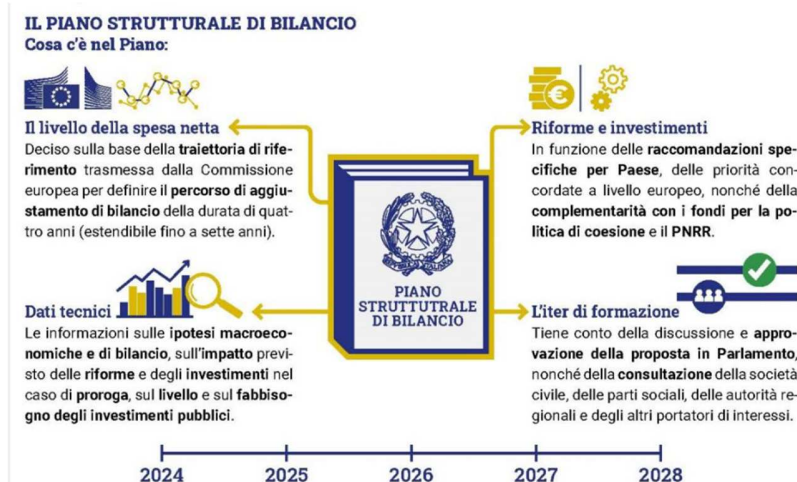 IL PIANO STRUTTURALE DI BILANCIO
Cosa c'è nel Piano:
Il livello della spesa netta
Deciso sulla base della traiettoria di rife-
rimento trasmessa dalla Commissione
europea per definire il percorso di aggiu-
stamento di bilancio della durata di quat-
tro anni (estendibile fino a sette anni).
Riforme e investimenti
In funzione delle raccomandazioni spe-
cifiche per Paese, delle priorità con-
cordate a livello europeo, nonché della
complementarità con i fondi per la po-
litica di coesione e il PNRR.
REPVBBLICA ITALIANA
PIANO
STRUTTUTRALE
DI BILANCIO
Dati tecnici
Le informazioni sulle ipotesi macroeco-
nomiche e di bilancio, sull'impatto previ-
sto delle riforme e degli investimenti nel
caso di proroga, sul livello e sul fabbiso-
gno degli investimenti pubblici.
L'iter di formazione
Tiene conto della discussione e appro-
vazione della proposta in Parlamento,
nonché della consultazione della società
civile, delle parti sociali, delle autorità re-
gionali e degli altri portatori di interessi.
2024 2025 2026 2027 2028